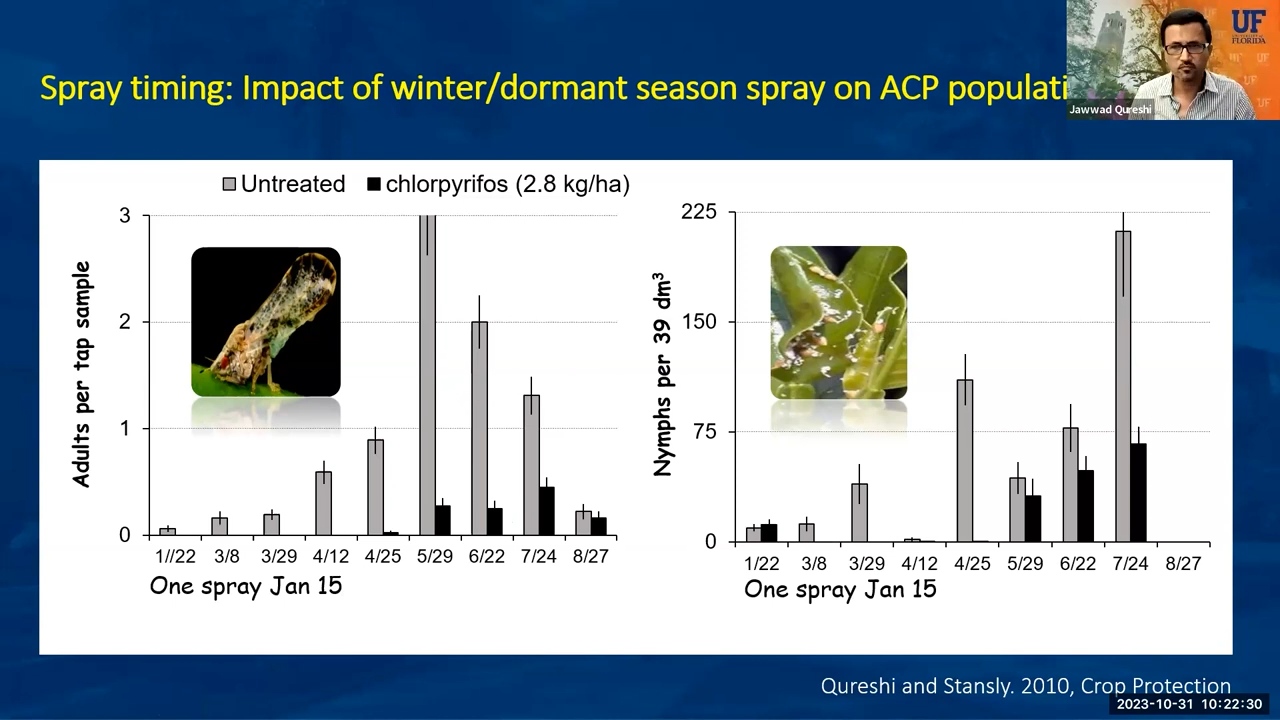 UF
UNIVERSITY of
FLORIDA
Jawwad Qureshi
Spray timing: Impact of winter/dormant season spray on ACP populati
Untreated chlorpyrifos (2.8 kg/ha)
Adults per tap sample
3
2
1
0
1//22 3/8 3/29 4/12 4/25 5/29 6/22 7/24 8/27
One spray Jan 15
Nymphs per 39 dm³
225
150
75
0
1/22 3/8 3/29 4/12 4/25 5/29 6/22 7/24 8/27
One spray Jan 15
Qureshi and Stansly. 2010, Crop Protection
2023-10-31 10:22:30